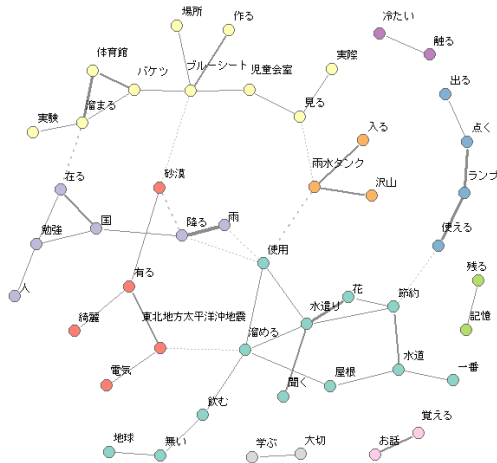 場所
作る
冷たい
触る
体育館
バケツ
ブルーシート
児童会室
実際
出る
見る
溜まる
実験
入る
点く
雨水タンク
沢山
ランプ
在る
砂漠
国
降る
雨
勉強
使用
使える
人
有る
花
水遣り
節約
残る
綺麗
東北地方太平洋沖地震
溜める
記憶
電気
聞く
屋根
水道
一番
飲む
地球
無い
学ぶ
大切
覚える
お話